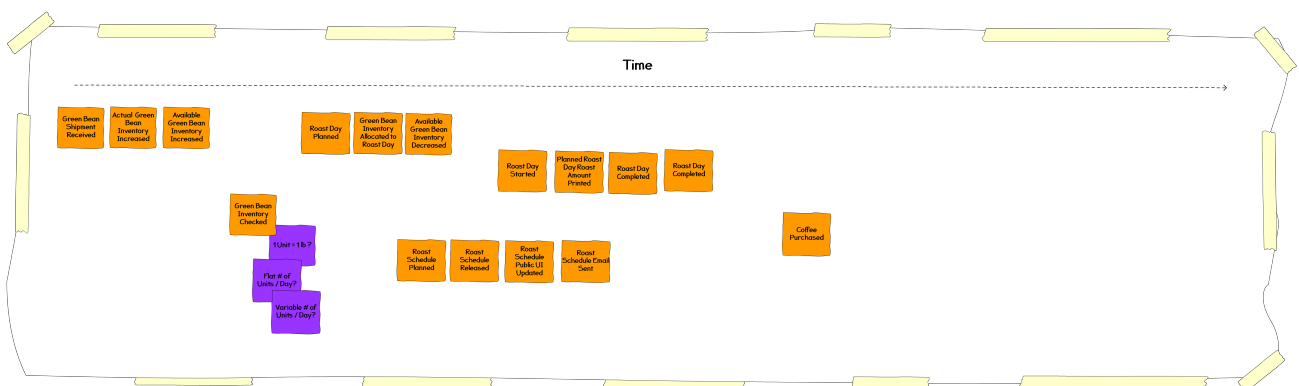 Time
Green Bean
Shipment
Received
Actual Green
Bean
Inventory
Increased
Available
Green Bean
Inventory
Increased
Roast Day
Planned
Green Bean
Inventory
Allocated to
Roast Day
Available
Green Bean
Inventory
Decreased
Roast Day
Started
Planned Roast
Day Roast
Amount
Printed
Roast Day
Completed
Roast Day
Completed
Green Bean
Inventory
Checked
1 Unit = 1 lb ?
Flat # of
Units / Day?
Variable # of
Units / Day?
Roast
Schedule
Planned
Roast
Schedule
Released
Roast
Schedule
Public UI
Updated
Roast
Schedule Email
Sent
Coffee
Purchased